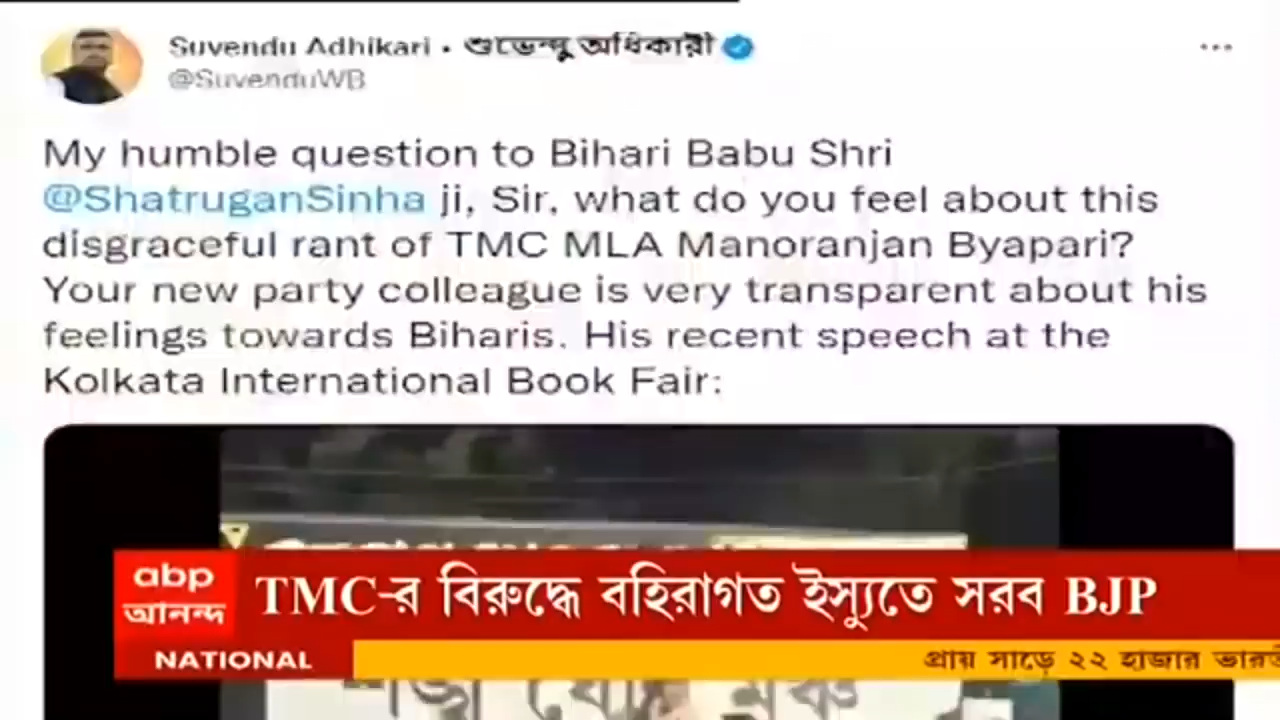 Suvendu Adhikari • শুভেন্দু অধিকারী
@SuvenduWB
My humble question to Bihari Babu Shri
@ShatruganSinha ji, Sir, what do you feel about this
disgraceful rant of TMC MLA Manoranjan Byapari?
Your new party colleague is very transparent about his
feelings towards Biharis. His recent speech at the
Kolkata International Book Fair:
abp
আনন্দ
TMC-র বিরুদ্ধে বহিরাগত ইস্যুতে সরব BJP
NATIONAL
প্রায় সাড়ে ২২ হাজার